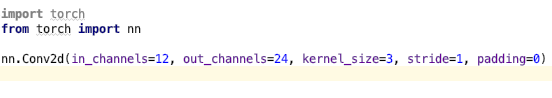 import torch
from torch import nn
nn.Conv2d(in_channels=12, out_channels=24, kernel_size=3, stride=1, padding=0)